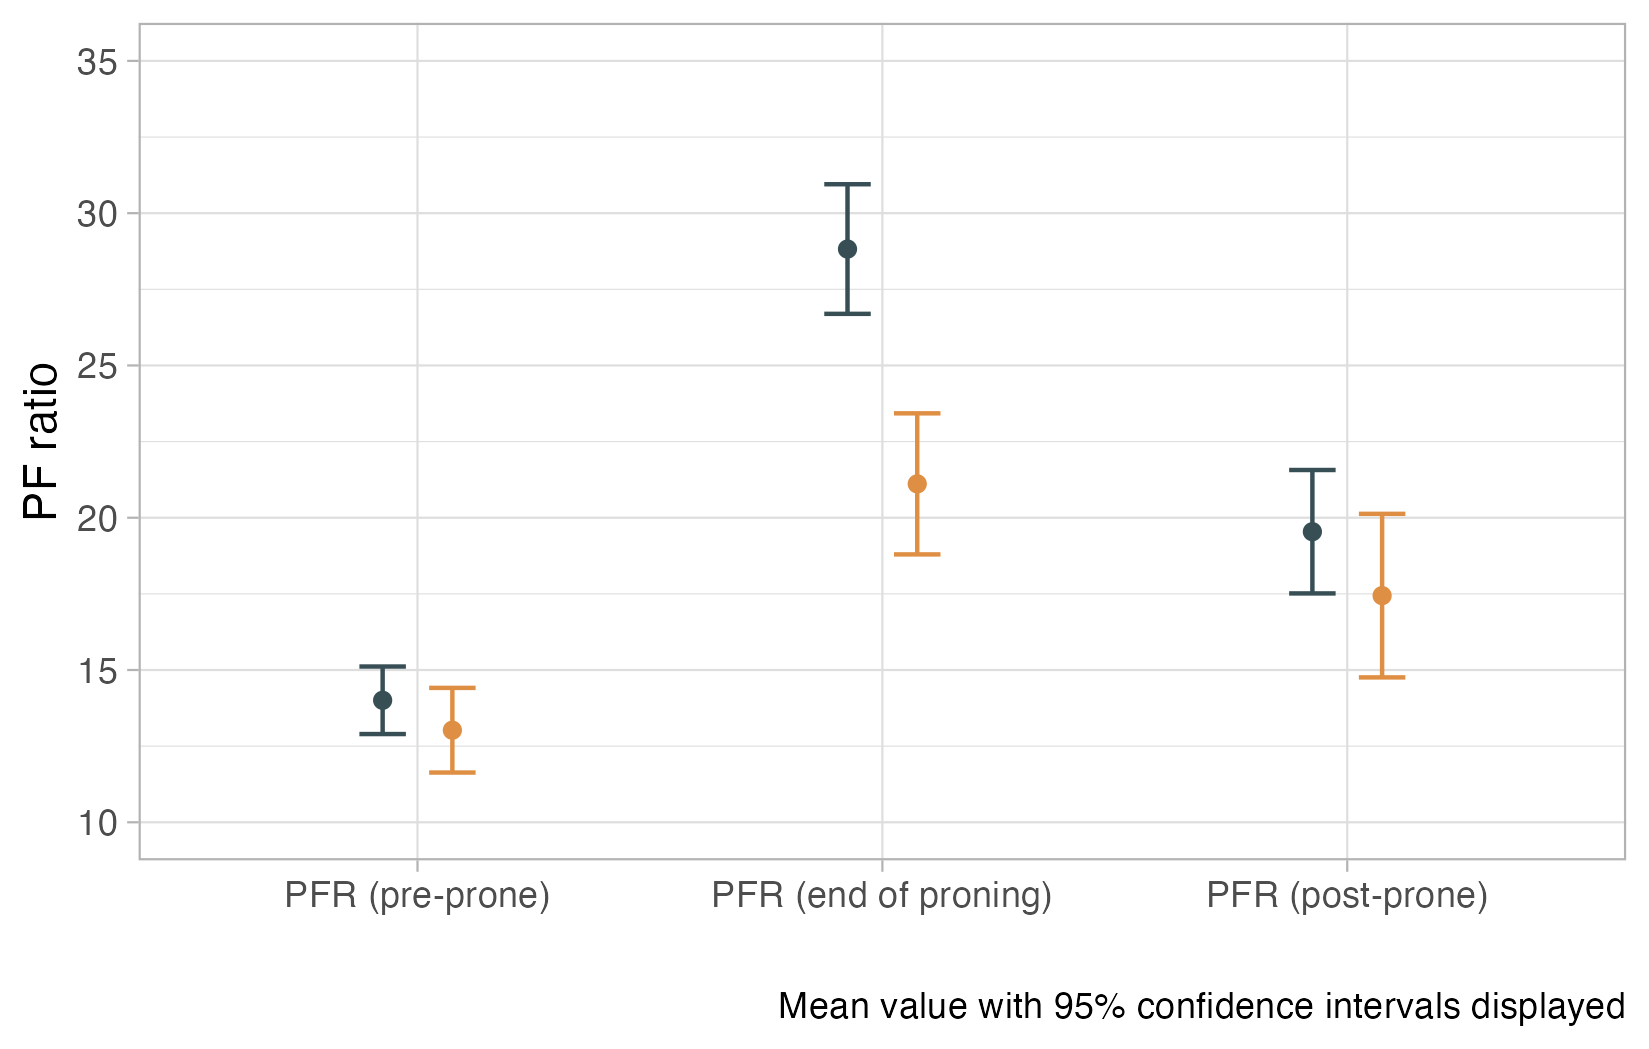 35
30
25
20
15
10
PF ratio
PFR (pre-prone)
PFR (end of proning)
PFR (post-prone)
Mean value with 95% confidence intervals displayed